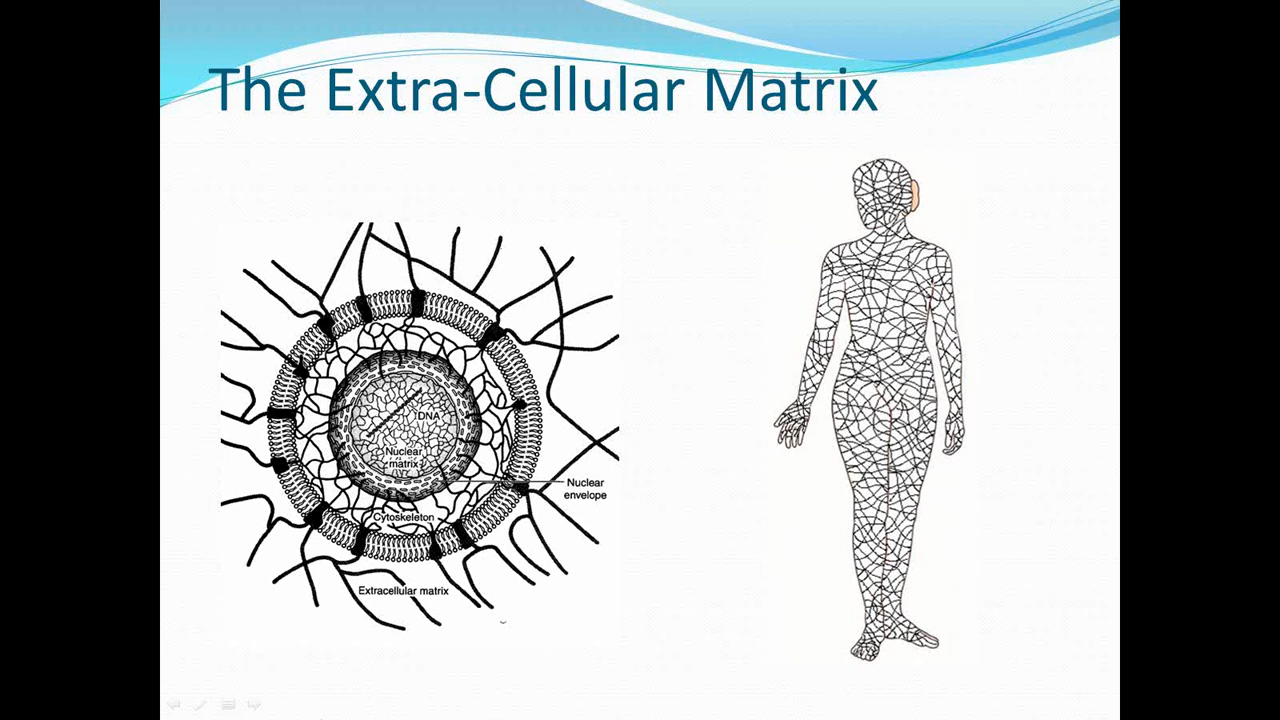 The Extra-Cellular Matrix
DNA
Nuclear
matrix
Nuclear
envelope
Cytoskeleton
Extracellular matrix